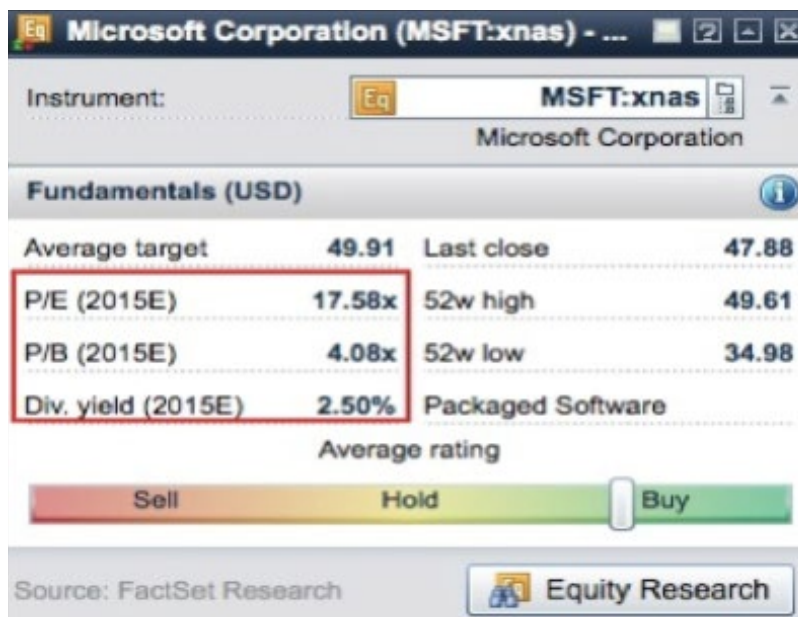 Eq Microsoft Corporation (MSFT:xnas) - ... ?
Instrument: Eq MSFT:xnas
Microsoft Corporation
Fundamentals (USD) i
Average target 49.91 Last close 47.88
P/E (2015E) 17.58x 52w high 49.61
P/B (2015E) 4.08x 52w low 34.98
Div. yield (2015E) 2.50% Packaged Software
Average rating
Sell Hold Buy
Source: FactSet Research Equity Research